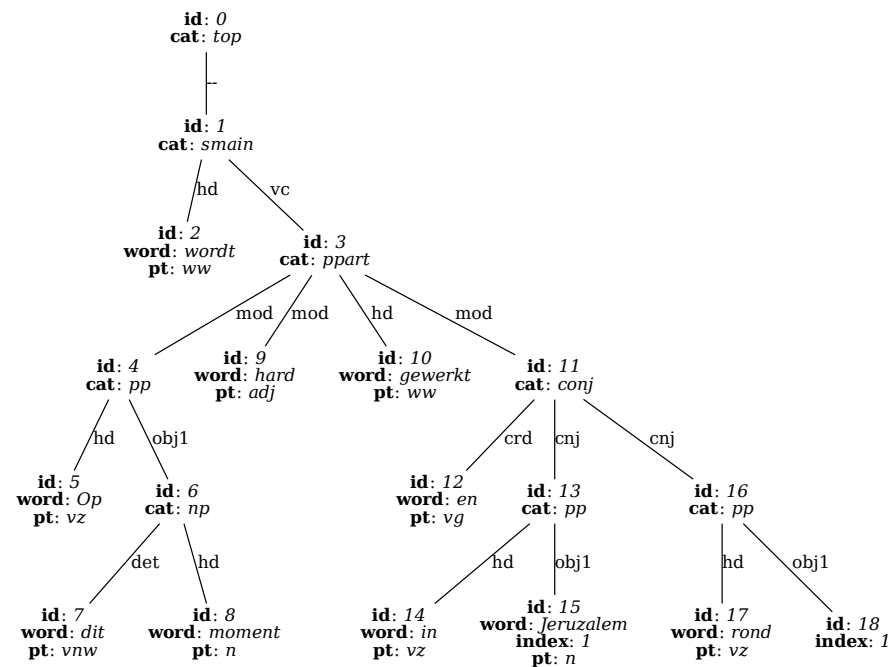 id: 0
cat: top
--
id: 1
cat: smain
hd
vc
id: 2
word: wordt
pt: ww
id: 3
cat: ppart
mod
mod
hd
mod
id: 4
cat: pp
id: 9
word: hard
pt: adj
id: 10
word: gewerkt
pt: ww
id: 11
cat: conj
hd
obj1
crd
cnj
cnj
id: 5
word: Op
pt: vz
id: 6
cat: np
id: 12
word: en
pt: vg
id: 13
cat: pp
id: 16
cat: pp
det
hd
hd
obj1
hd
obj1
id: 7
word: dit
pt: vnw
id: 8
word: moment
pt: n
id: 14
word: in
pt: vz
id: 15
word: Jeruzalem
index: 1
pt: n
id: 17
word: rond
pt: vz
id: 18
index: 1